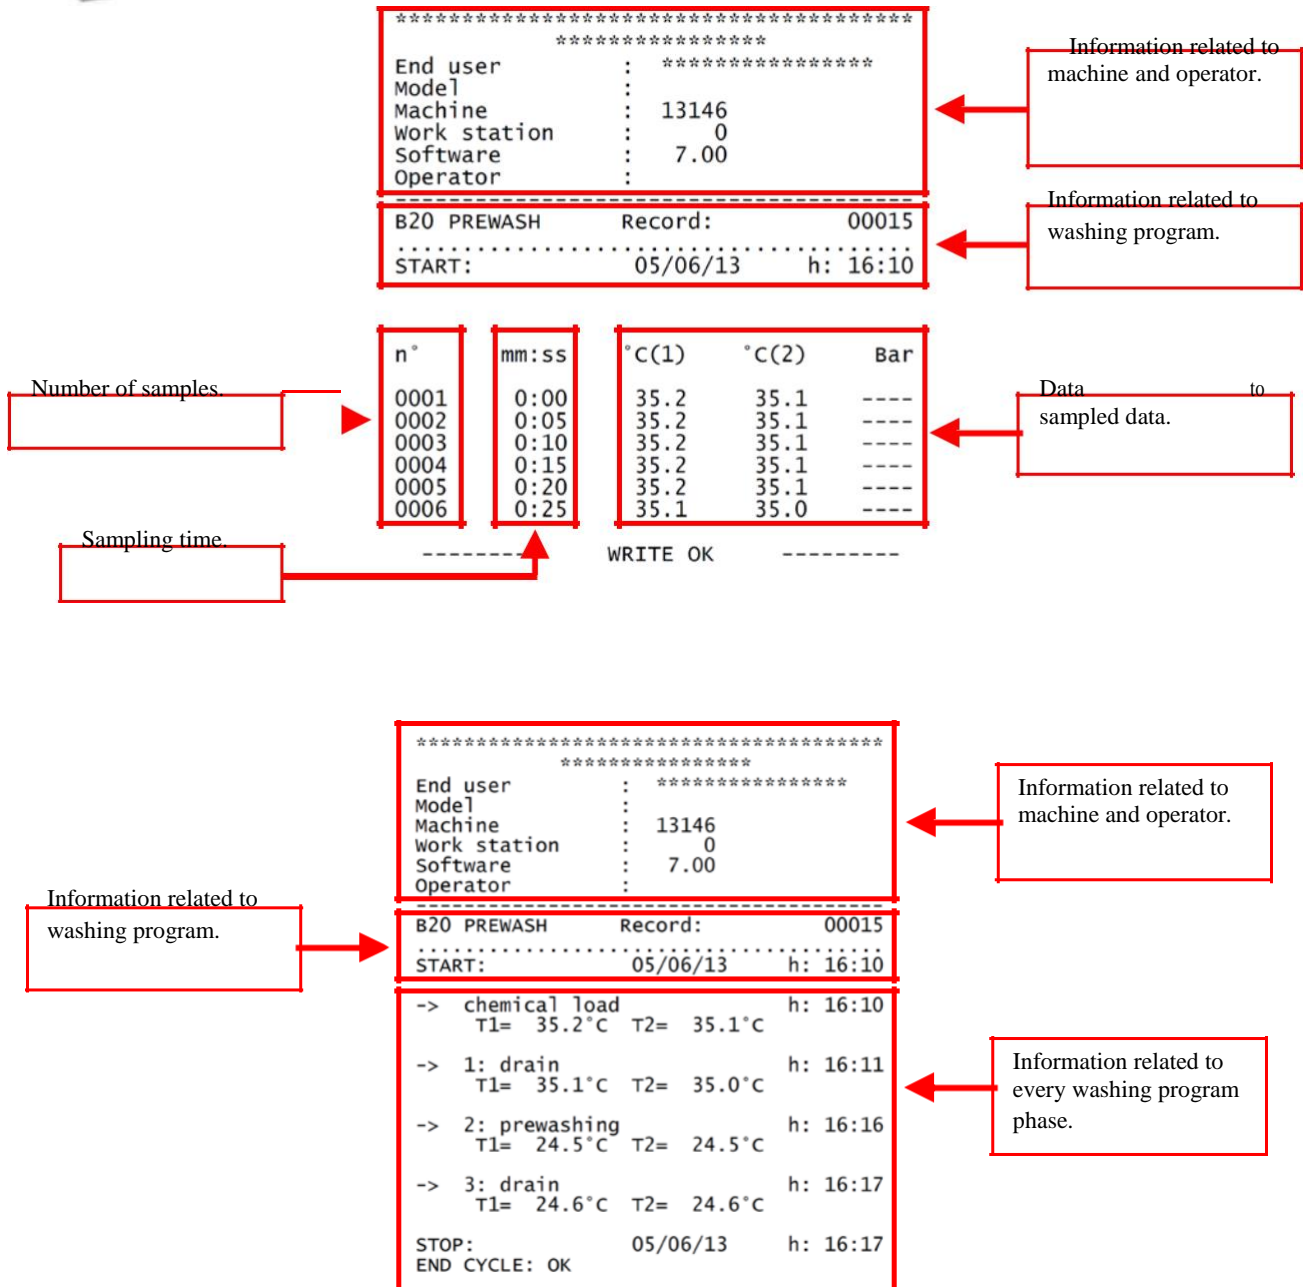 ****************************************
****************
End user : ****************
Model :
Machine : 13146
Work station : 0
Software : 7.00
Operator :
---------------------------------------
Information related to
machine and operator.
B20 PREWASH Record: 00015
........................................
START: 05/06/13 h: 16:10
Information related to
washing program.
n° mm:ss °C(1) °C(2) Bar
0001 0:00 35.2 35.1 ----
0002 0:05 35.2 35.1 ----
0003 0:10 35.2 35.1 ----
0004 0:15 35.2 35.1 ----
0005 0:20 35.2 35.1 ----
0006 0:25 35.1 35.0 ----
Number of samples.
Data to
sampled data.
Sampling time.
--------- WRITE OK ---------
****************************************
****************
End user : ****************
Model :
Machine : 13146
Work station : 0
Software : 7.00
Operator :
---------------------------------------
Information related to
machine and operator.
Information related to
washing program.
B20 PREWASH Record: 00015
........................................
START: 05/06/13 h: 16:10
-> chemical load h: 16:10
T1= 35.2°C T2= 35.1°C
-> 1: drain h: 16:11
T1= 35.1°C T2= 35.0°C
-> 2: prewashing h: 16:16
T1= 24.5°C T2= 24.5°C
-> 3: drain h: 16:17
T1= 24.6°C T2= 24.6°C
STOP: 05/06/13 h: 16:17
END CYCLE: OK
Information related to
every washing program
phase.